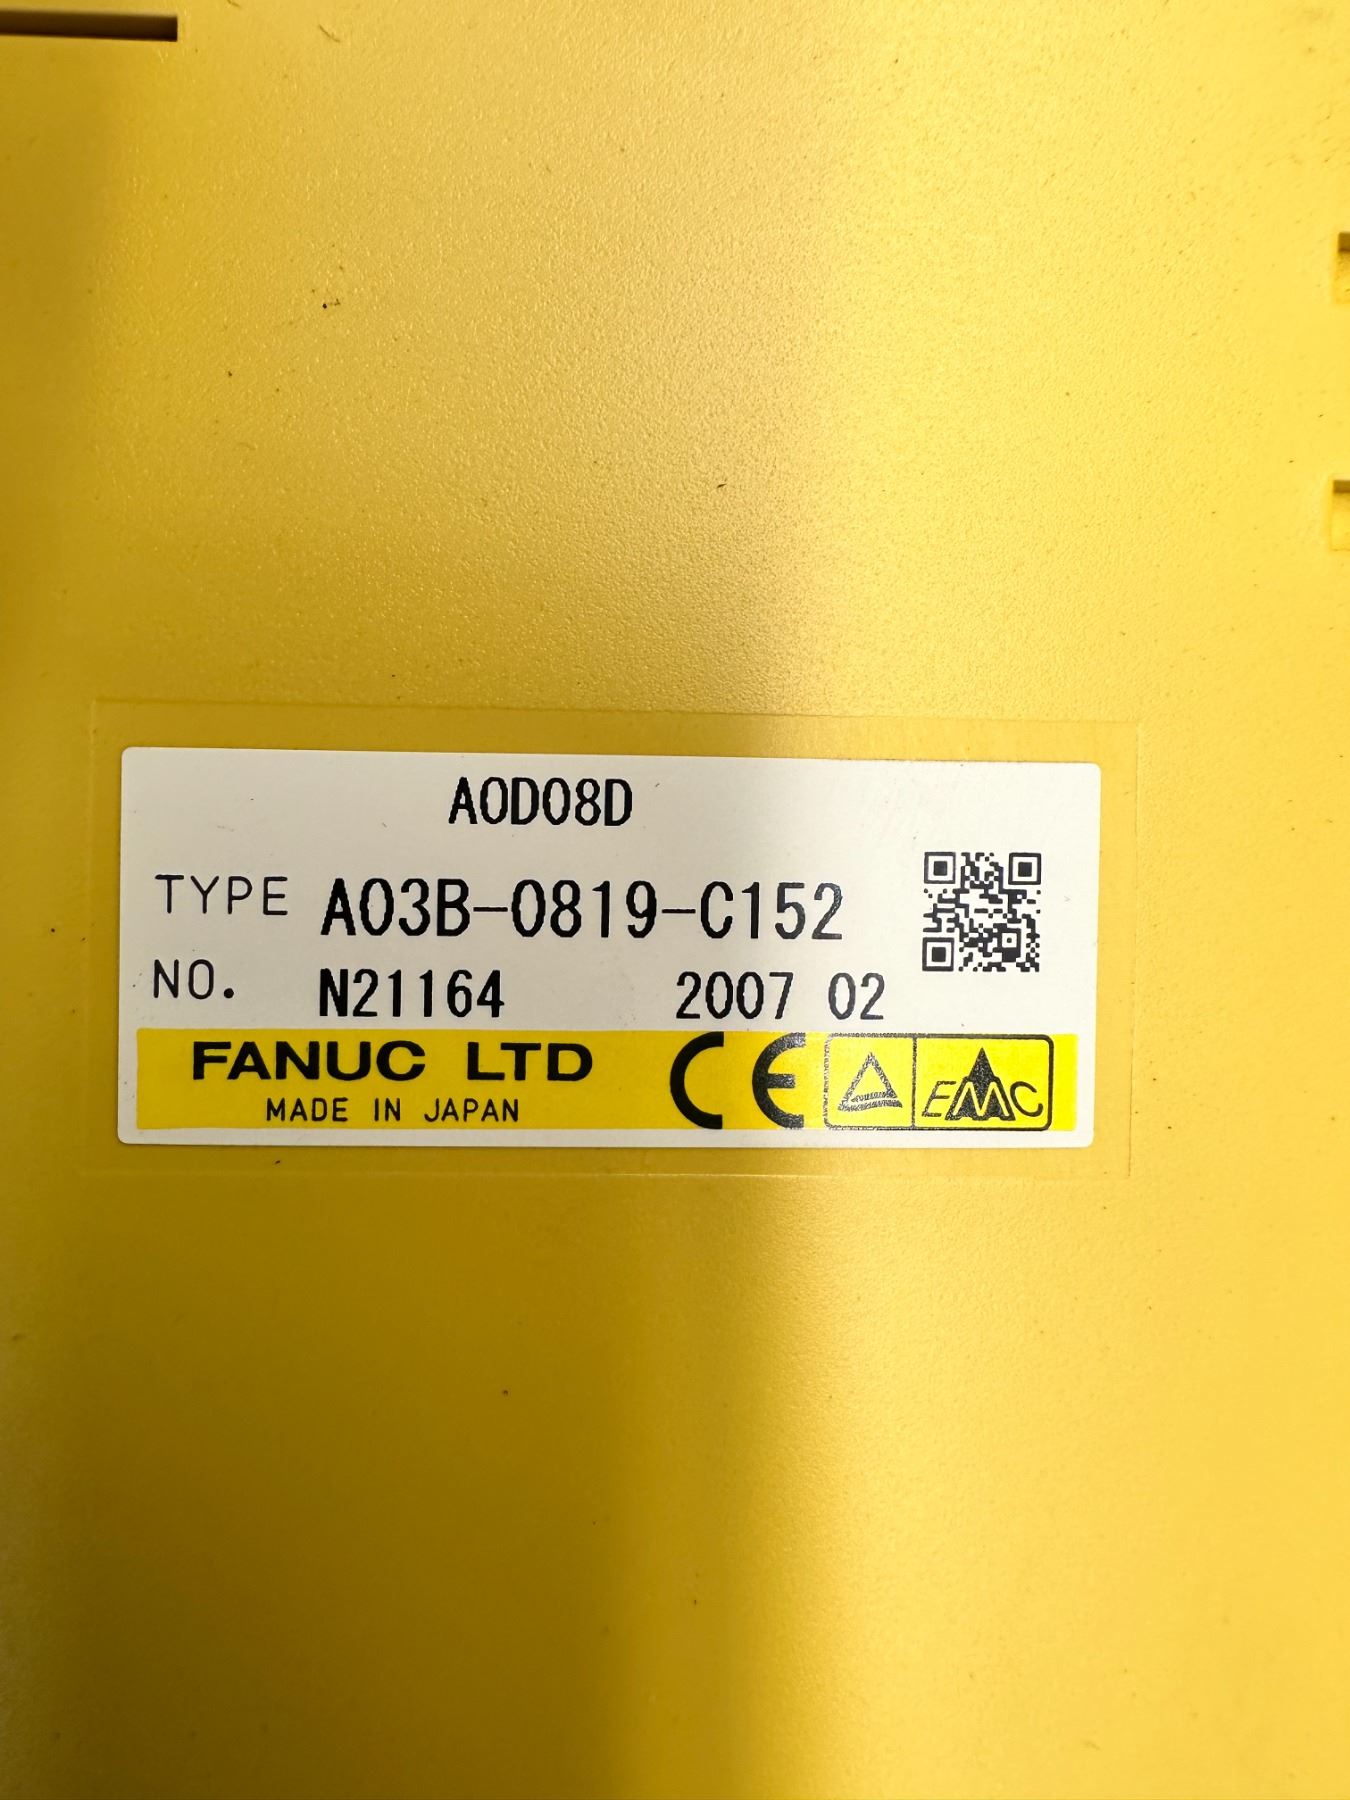 AOD08D
TYPE A03B-0819-C152
NO. N21164 2007 02
FANUC LTD CE EMC
MADE IN JAPAN